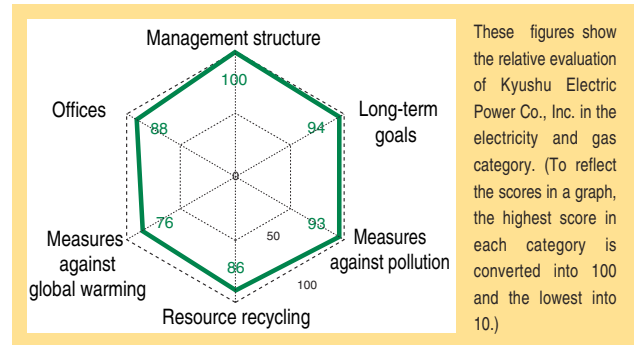 Management structure
100
Offices
88
94
Long-term
goals
0
76
93
Measures
against
global warming
50
Measures
against pollution
86
100
Resource recycling
These figures show
the relative evaluation
of Kyushu Electric
Power Co., Inc. in the
electricity and gas
category. (To reflect
the scores in a graph,
the highest score in
each category is
converted into 100
and the lowest into
10.)